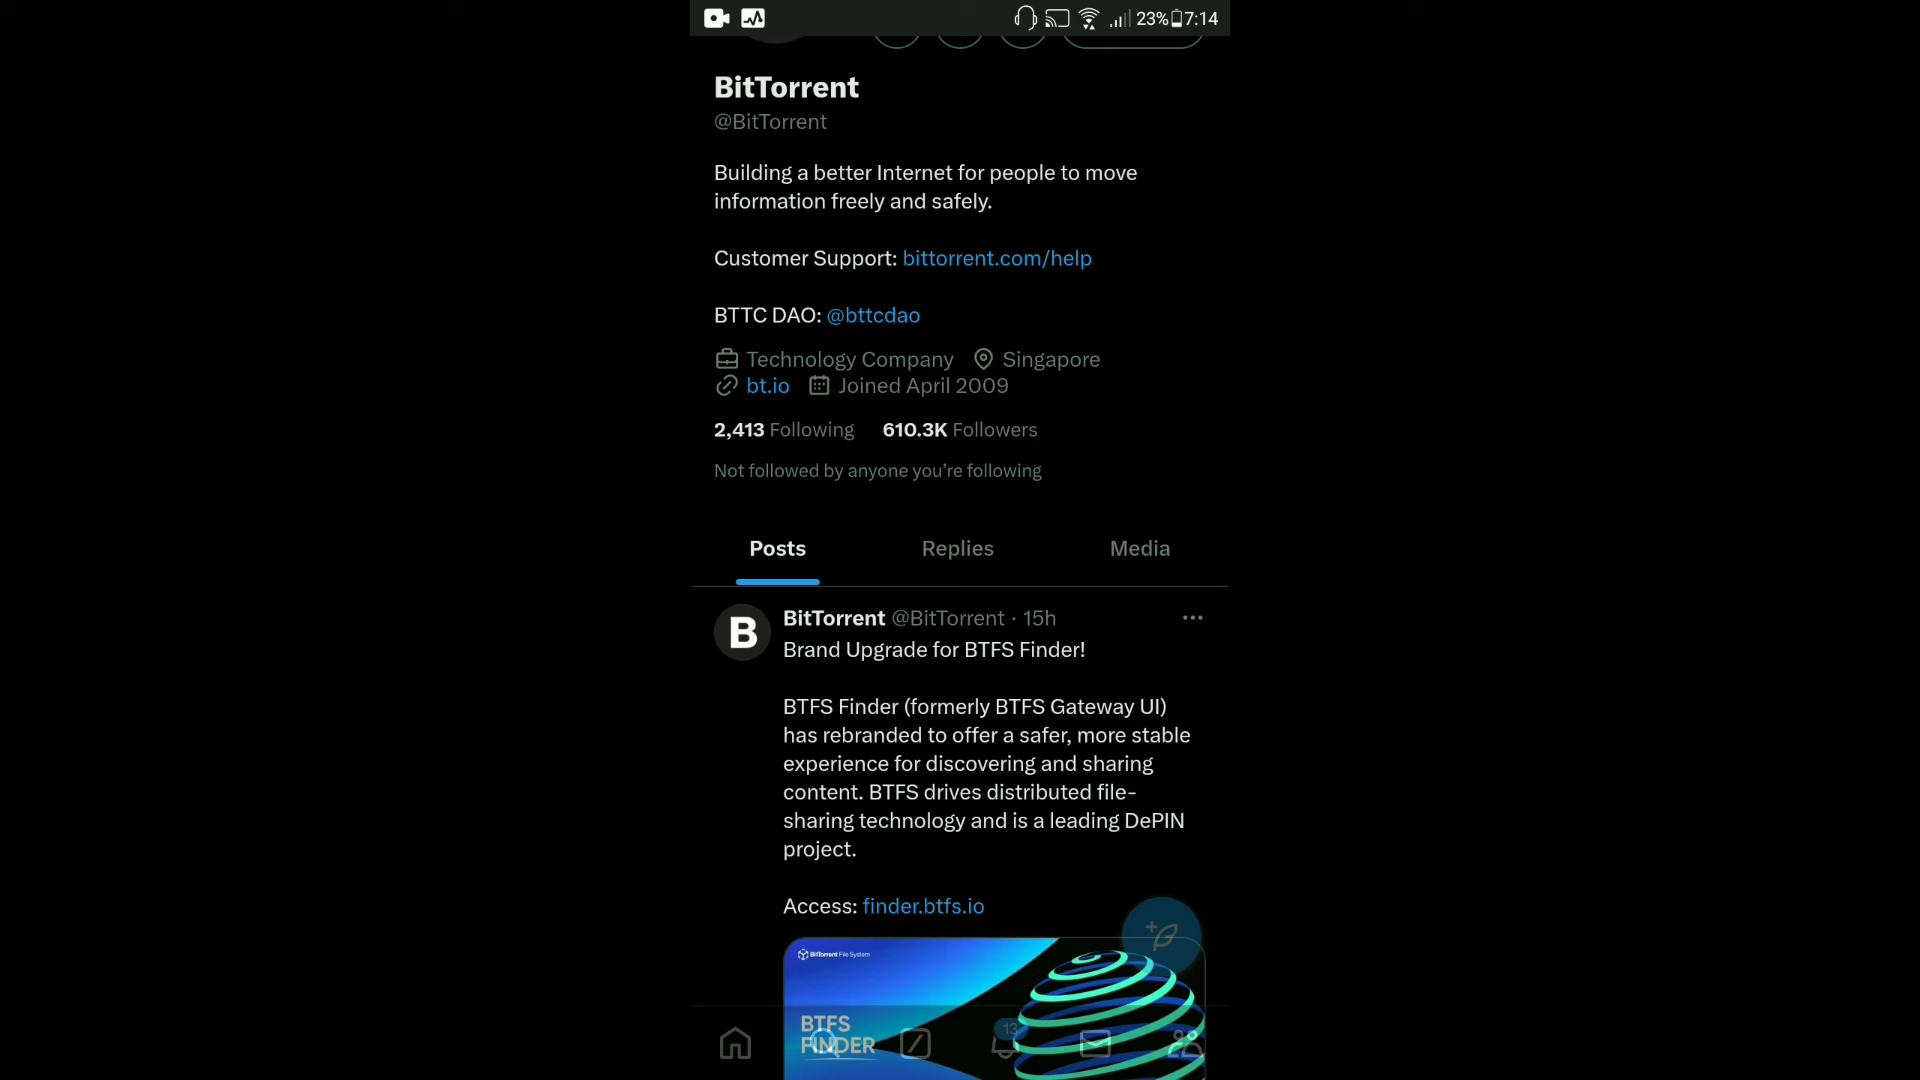 23% 7:14
BitTorrent
@BitTorrent
Building a better Internet for people to move
information freely and safely.
Customer Support: bittorrent.com/help
BTTC DAO: @bttcdao
Technology Company Singapore
bt.io Joined April 2009
2,413 Following 610.3K Followers
Not followed by anyone you’re following
Posts Replies Media
B
BitTorrent @BitTorrent · 15h
Brand Upgrade for BTFS Finder!
BTFS Finder (formerly BTFS Gateway UI)
has rebranded to offer a safer, more stable
experience for discovering and sharing
content. BTFS drives distributed file-
sharing technology and is a leading DePIN
project.
Access: finder.btfs.io
BitTorrent File System
BTFS
FINDER
13